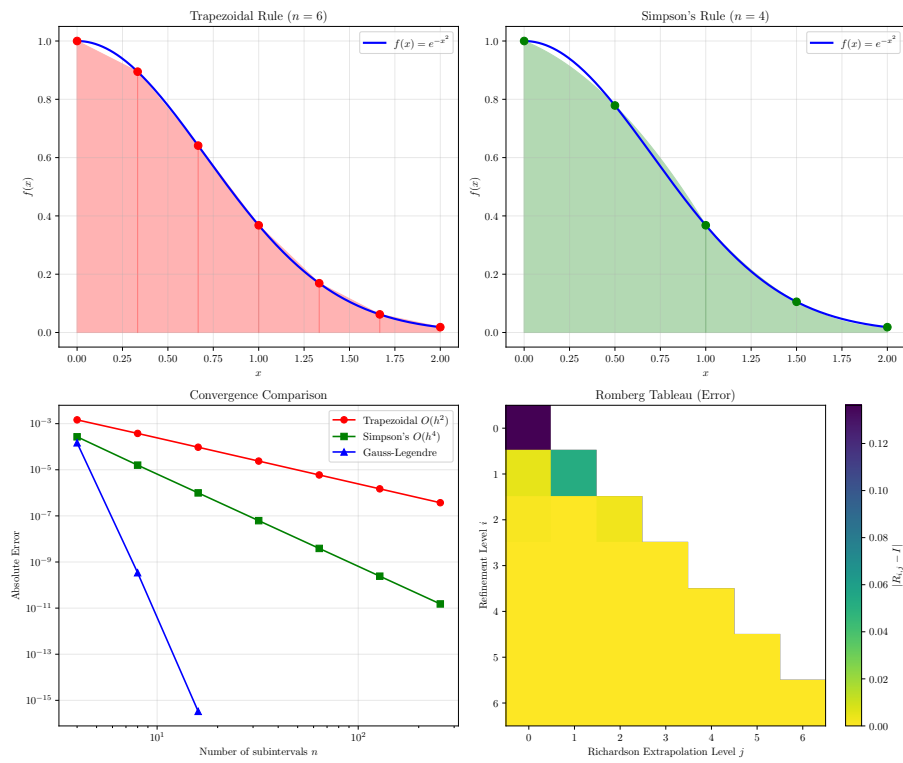 Trapezoidal Rule (n = 6)
f(x) = e^{-x^2}
1.0
0.8
0.6
0.4
0.2
0.0
f(x)
0.00 0.25 0.50 0.75 1.00 1.25 1.50 1.75 2.00
x
Simpson's Rule (n = 4)
f(x) = e^{-x^2}
1.0
0.8
0.6
0.4
0.2
0.0
f(x)
0.00 0.25 0.50 0.75 1.00 1.25 1.50 1.75 2.00
x
Convergence Comparison
Trapezoidal O(h^2)
Simpson's O(h^4)
Gauss-Legendre
10^{-3}
10^{-5}
10^{-7}
10^{-9}
10^{-11}
10^{-13}
10^{-15}
Absolute Error
10^1 10^2
Number of subintervals n
Romberg Tableau (Error)
0
1
2
3
4
5
6
Refinement Level i
0 1 2 3 4 5 6
Richardson Extrapolation Level j
0.12
0.10
0.08
0.06
0.04
0.02
0.00
|R_{i,j} − I|